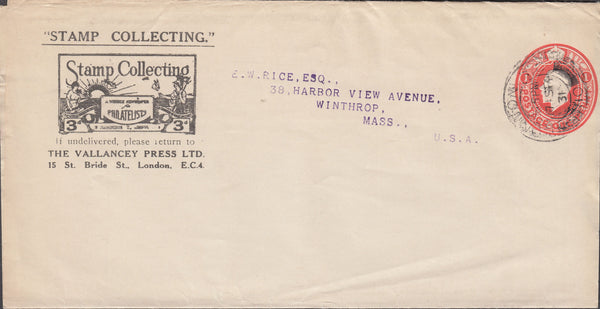 "STAMP COLLECTING."
Stamp Collecting
A WEEKLY NEWSPAPER
PHILATELISTS
3d 3d
If undelivered, please return to
THE VALLANCEY PRESS LTD.
15 St. Bride St., London, E.C.4.
E.W.RICE,ESQ.,
38,HARBOR VIEW AVENUE,
WINTHROP,
MASS.,
U.S.A.